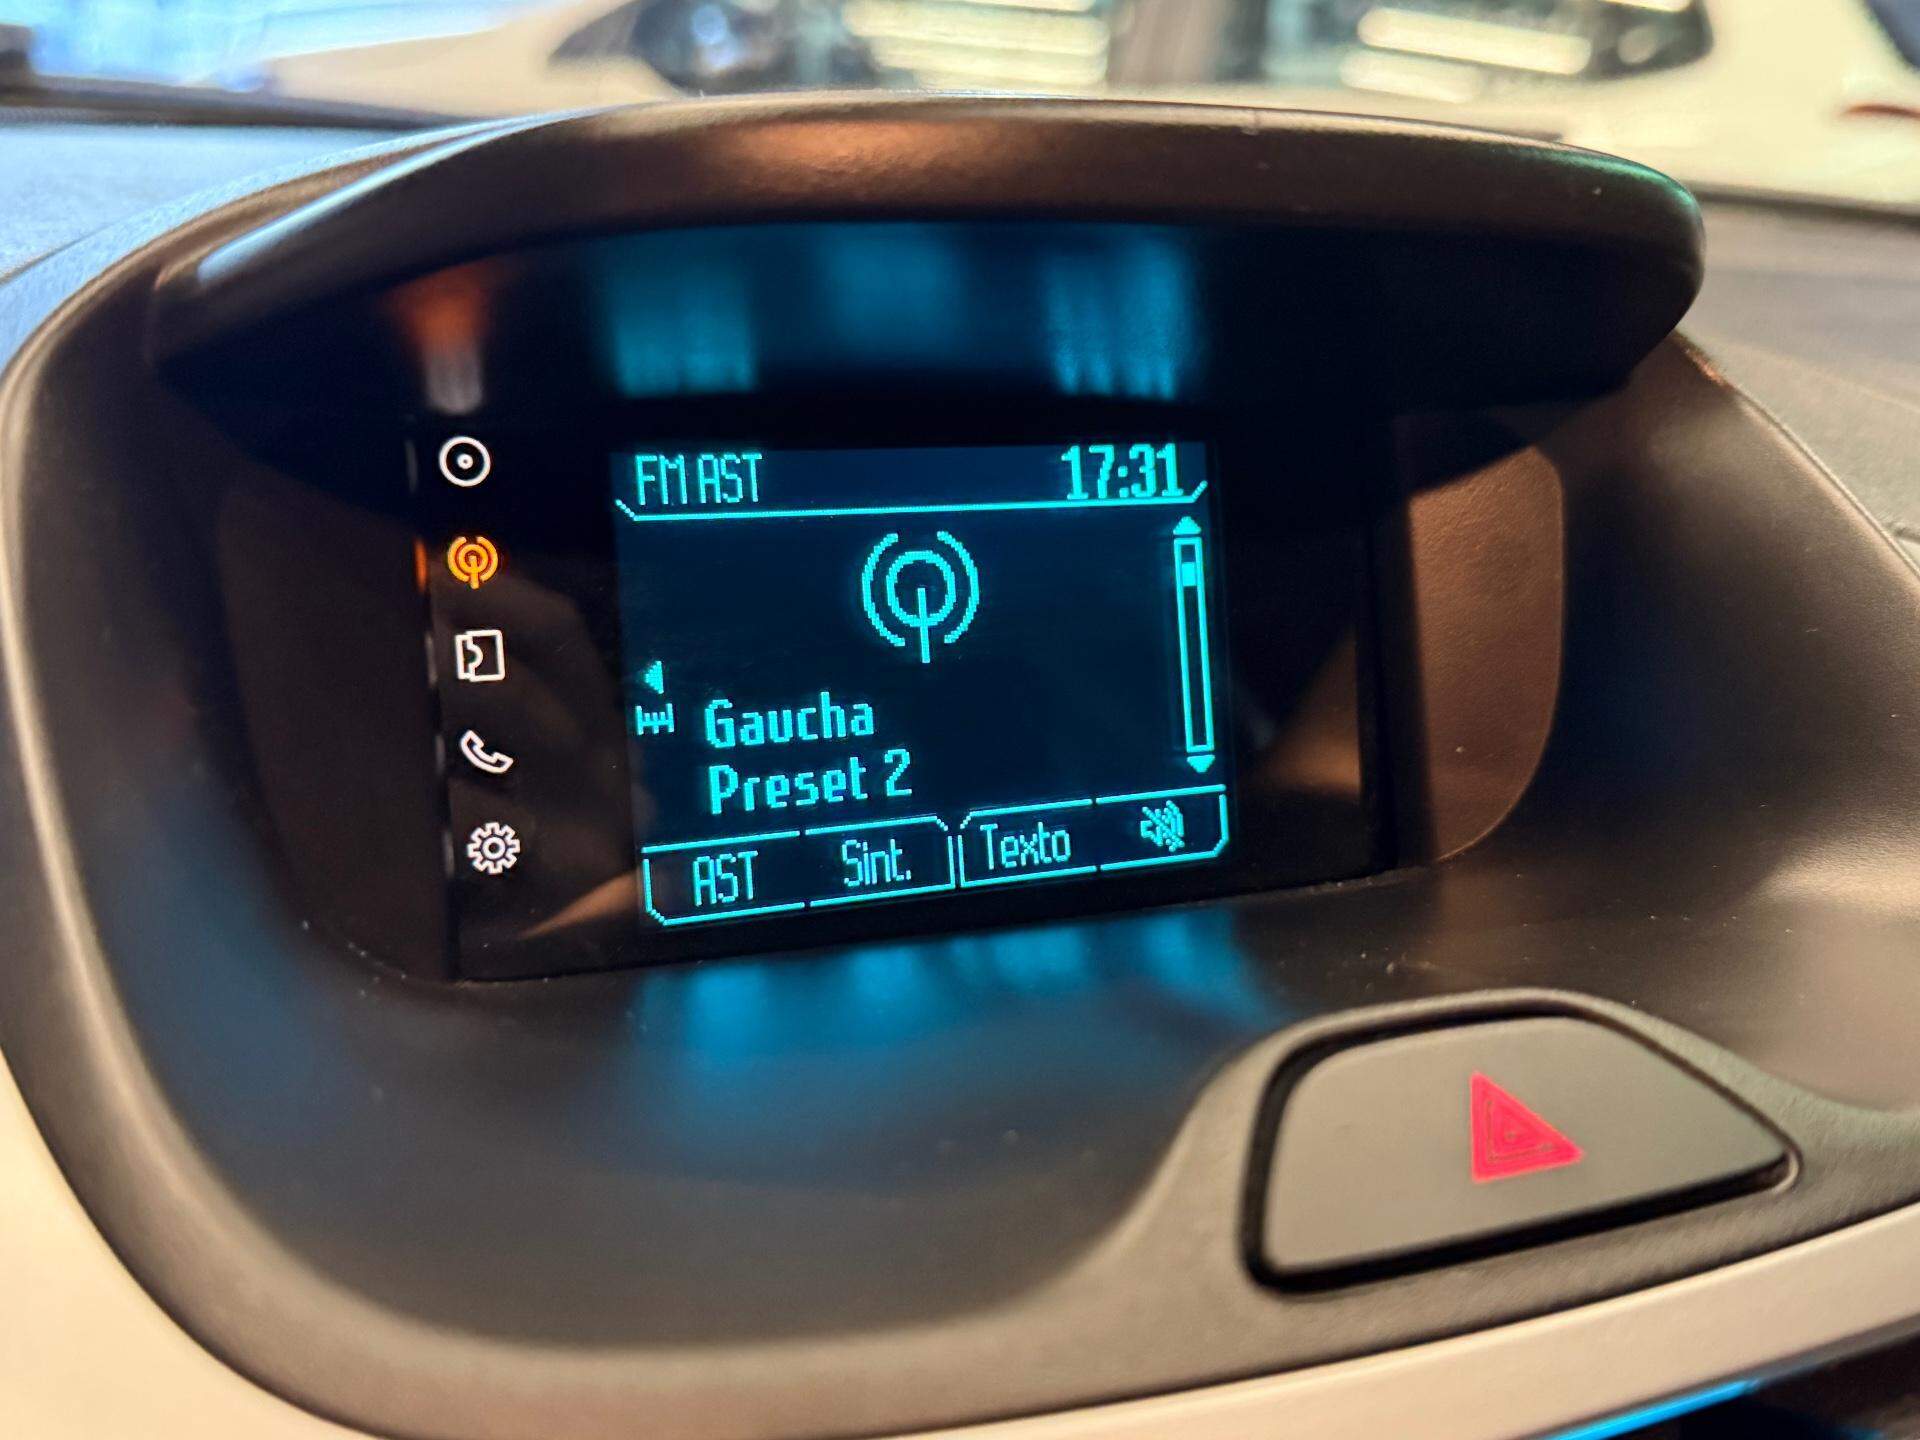 FM AST 17:31
Gaucha
Preset 2
AST Sint. Texto